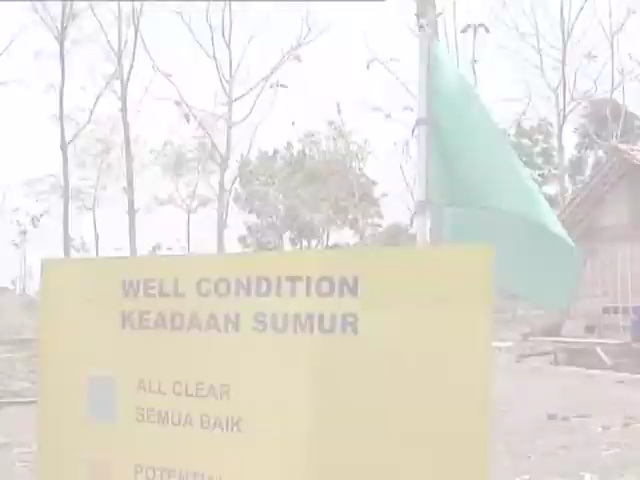 WELL CONDITION
KEADAAN SUMUR
ALL CLEAR
SEMUA BAIK